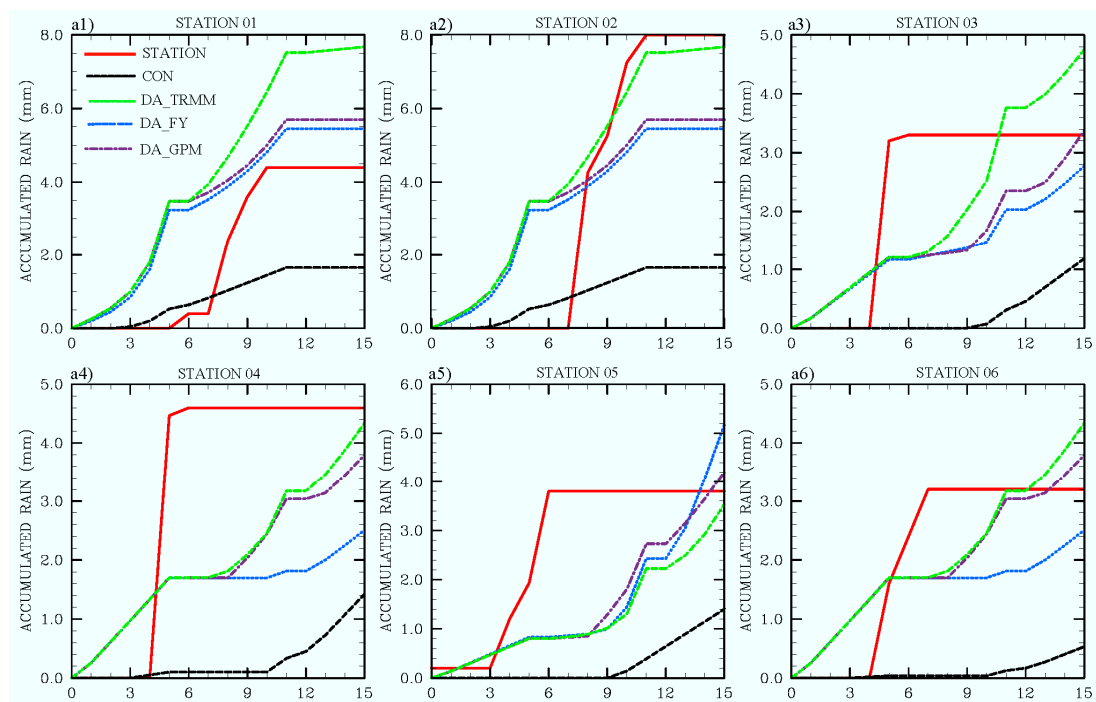 a1) STATION 01
ACCUMULATED RAIN (mm)
8.0
6.0
4.0
2.0
0.0
STATION
CON
DA_TRMM
DA_FY
DA_GPM
0 3 6 9 12 15
a2) STATION 02
ACCUMULATED RAIN (mm)
8.0
6.0
4.0
2.0
0.0
0 3 6 9 12 15
a3) STATION 03
ACCUMULATED RAIN (mm)
5.0
4.0
3.0
2.0
1.0
0.0
0 3 6 9 12 15
a4) STATION 04
ACCUMULATED RAIN (mm)
5.0
4.0
3.0
2.0
1.0
0.0
0 3 6 9 12 15
a5) STATION 05
ACCUMULATED RAIN (mm)
6.0
5.0
4.0
3.0
2.0
1.0
0.0
0 3 6 9 12 15
a6) STATION 06
ACCUMULATED RAIN (mm)
5.0
4.0
3.0
2.0
1.0
0.0
0 3 6 9 12 15